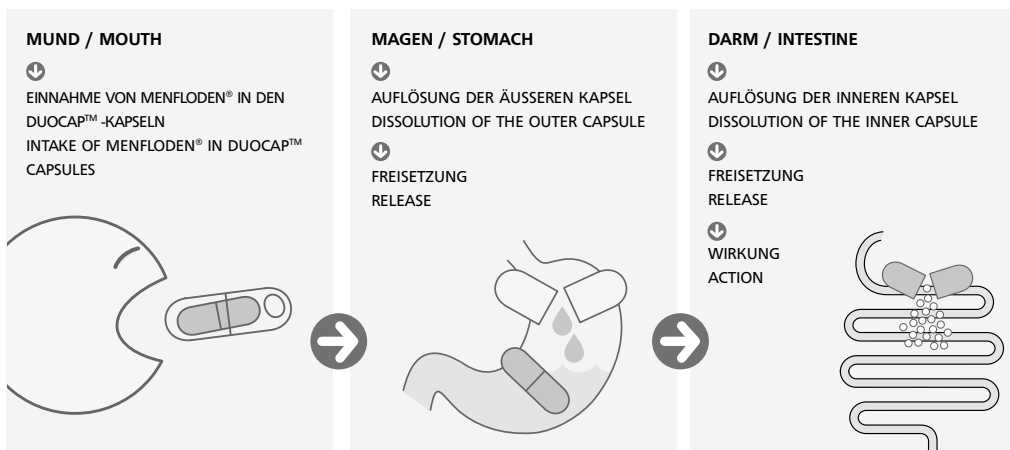 MUND / MOUTH
EINNAHME VON MENFLODEN® IN DEN
DUOCAP™ -KAPSELN
INTAKE OF MENFLODEN® IN DUOCAP™
CAPSULES
MAGEN / STOMACH
AUFLÖSUNG DER ÄUSSEREN KAPSEL
DISSOLUTION OF THE OUTER CAPSULE
FREISETZUNG
RELEASE
DARM / INTESTINE
AUFLÖSUNG DER INNEREN KAPSEL
DISSOLUTION OF THE INNER CAPSULE
FREISETZUNG
RELEASE
WIRKUNG
ACTION